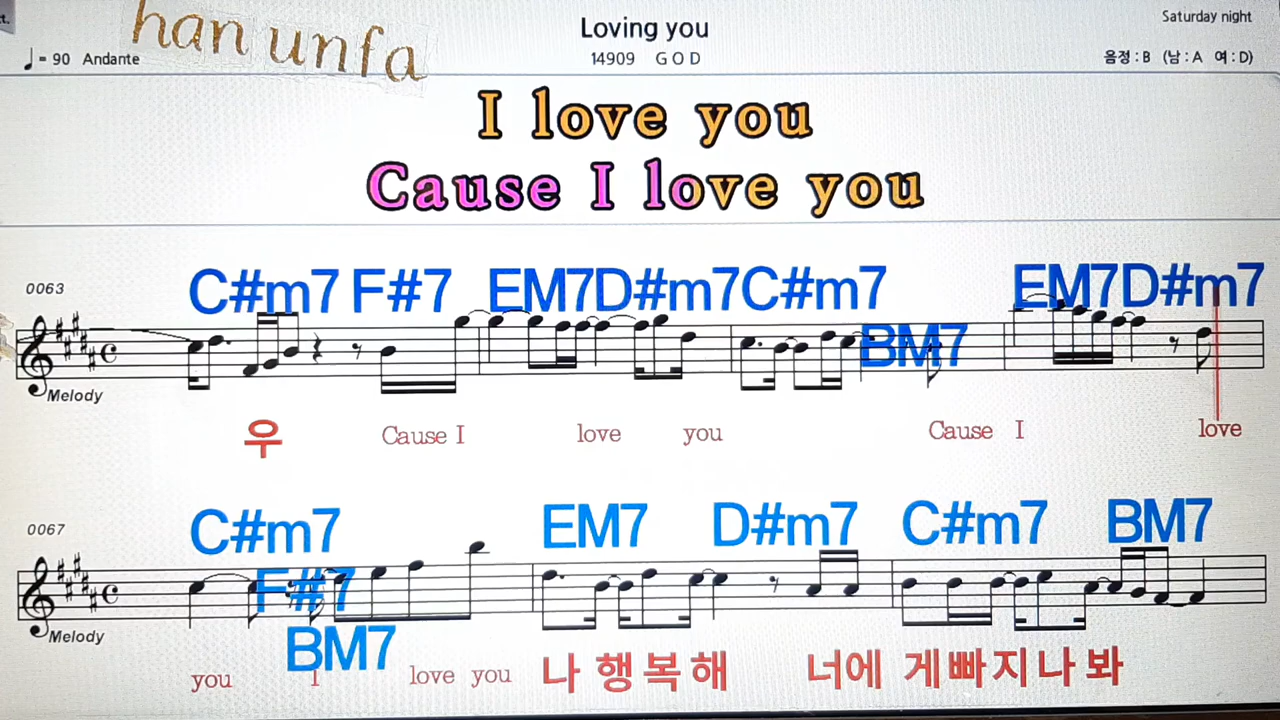 t.
han unfa
Loving you
Saturday night
♩= 90 Andante
14909 G O D
음정 : B (남 : A 여 : D)
I love you
Cause I love you
C#m7 F#7 EM7 D#m7 C#m7 BM7 EM7 D#m7
0063
Melody
우 Cause I love you Cause I love
C#m7 F#7 BM7 EM7 D#m7 C#m7 BM7
0067
Melody
you I love you 나 행복해 너에 게빠지나 봐